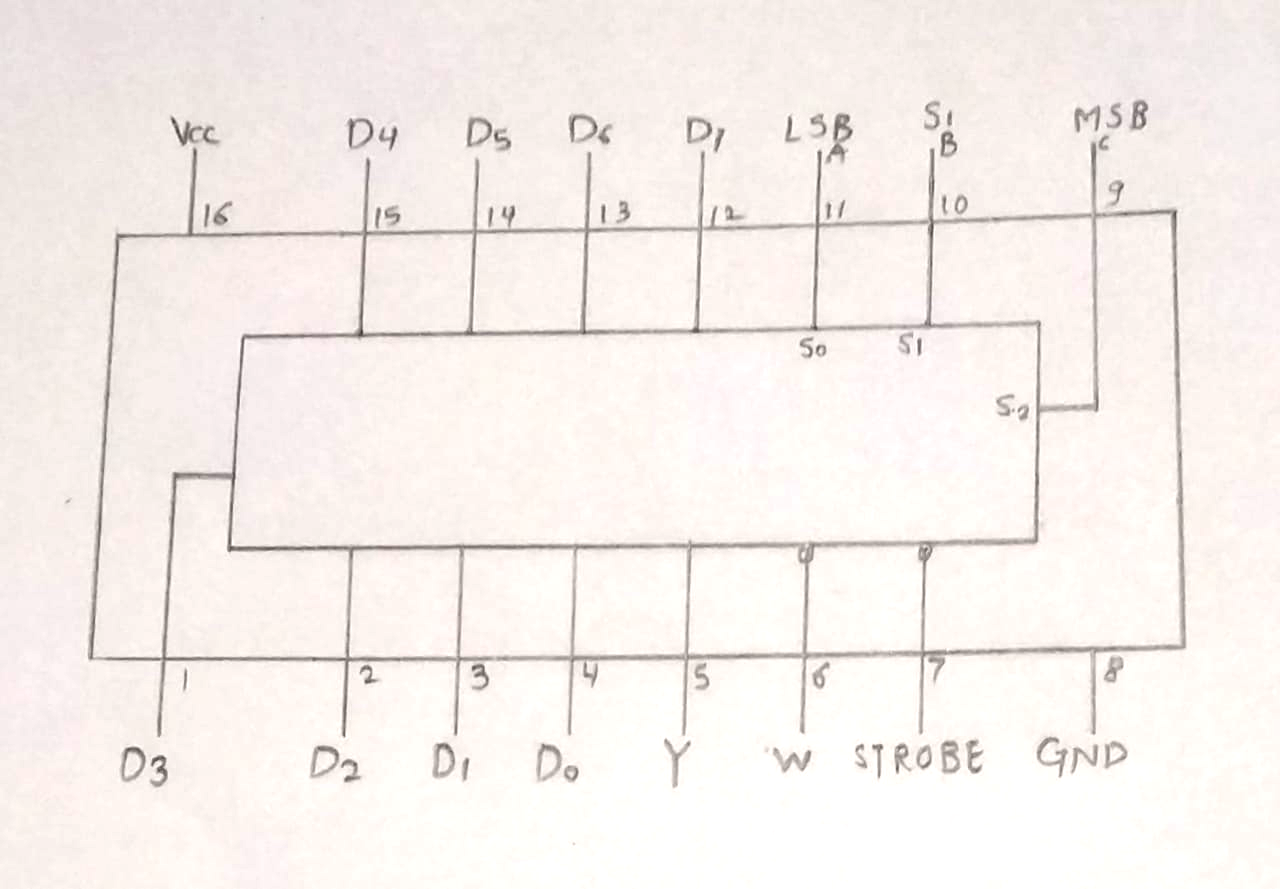 Vcc D4 D5 D6 D7 LSB S1 MSB
A B C
16 15 14 13 12 11 10 9
S0 S1
S2
1 2 3 4 5 6 7 8
D3 D2 D1 D0 Y W STROBE GND